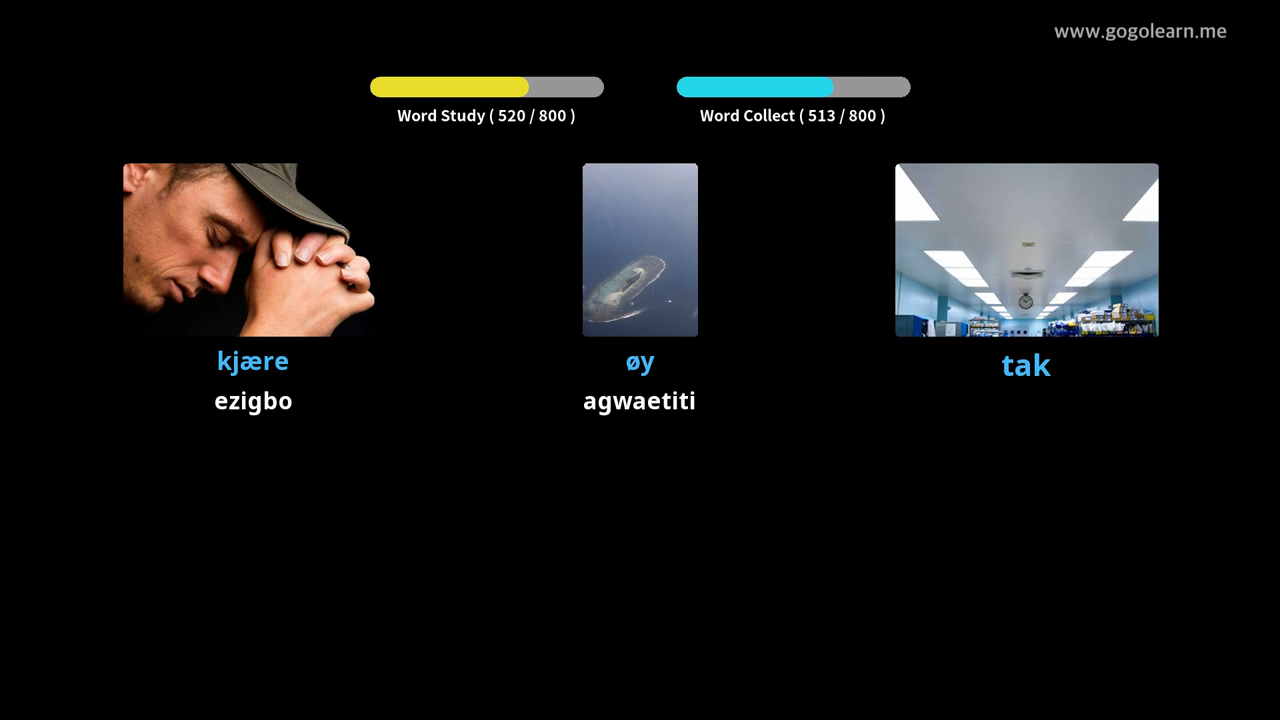 www.gogolearn.me
Word Study ( 520 / 800 )
Word Collect ( 513 / 800 )
kjære
ezigbo
øy
agwaetiti
tak